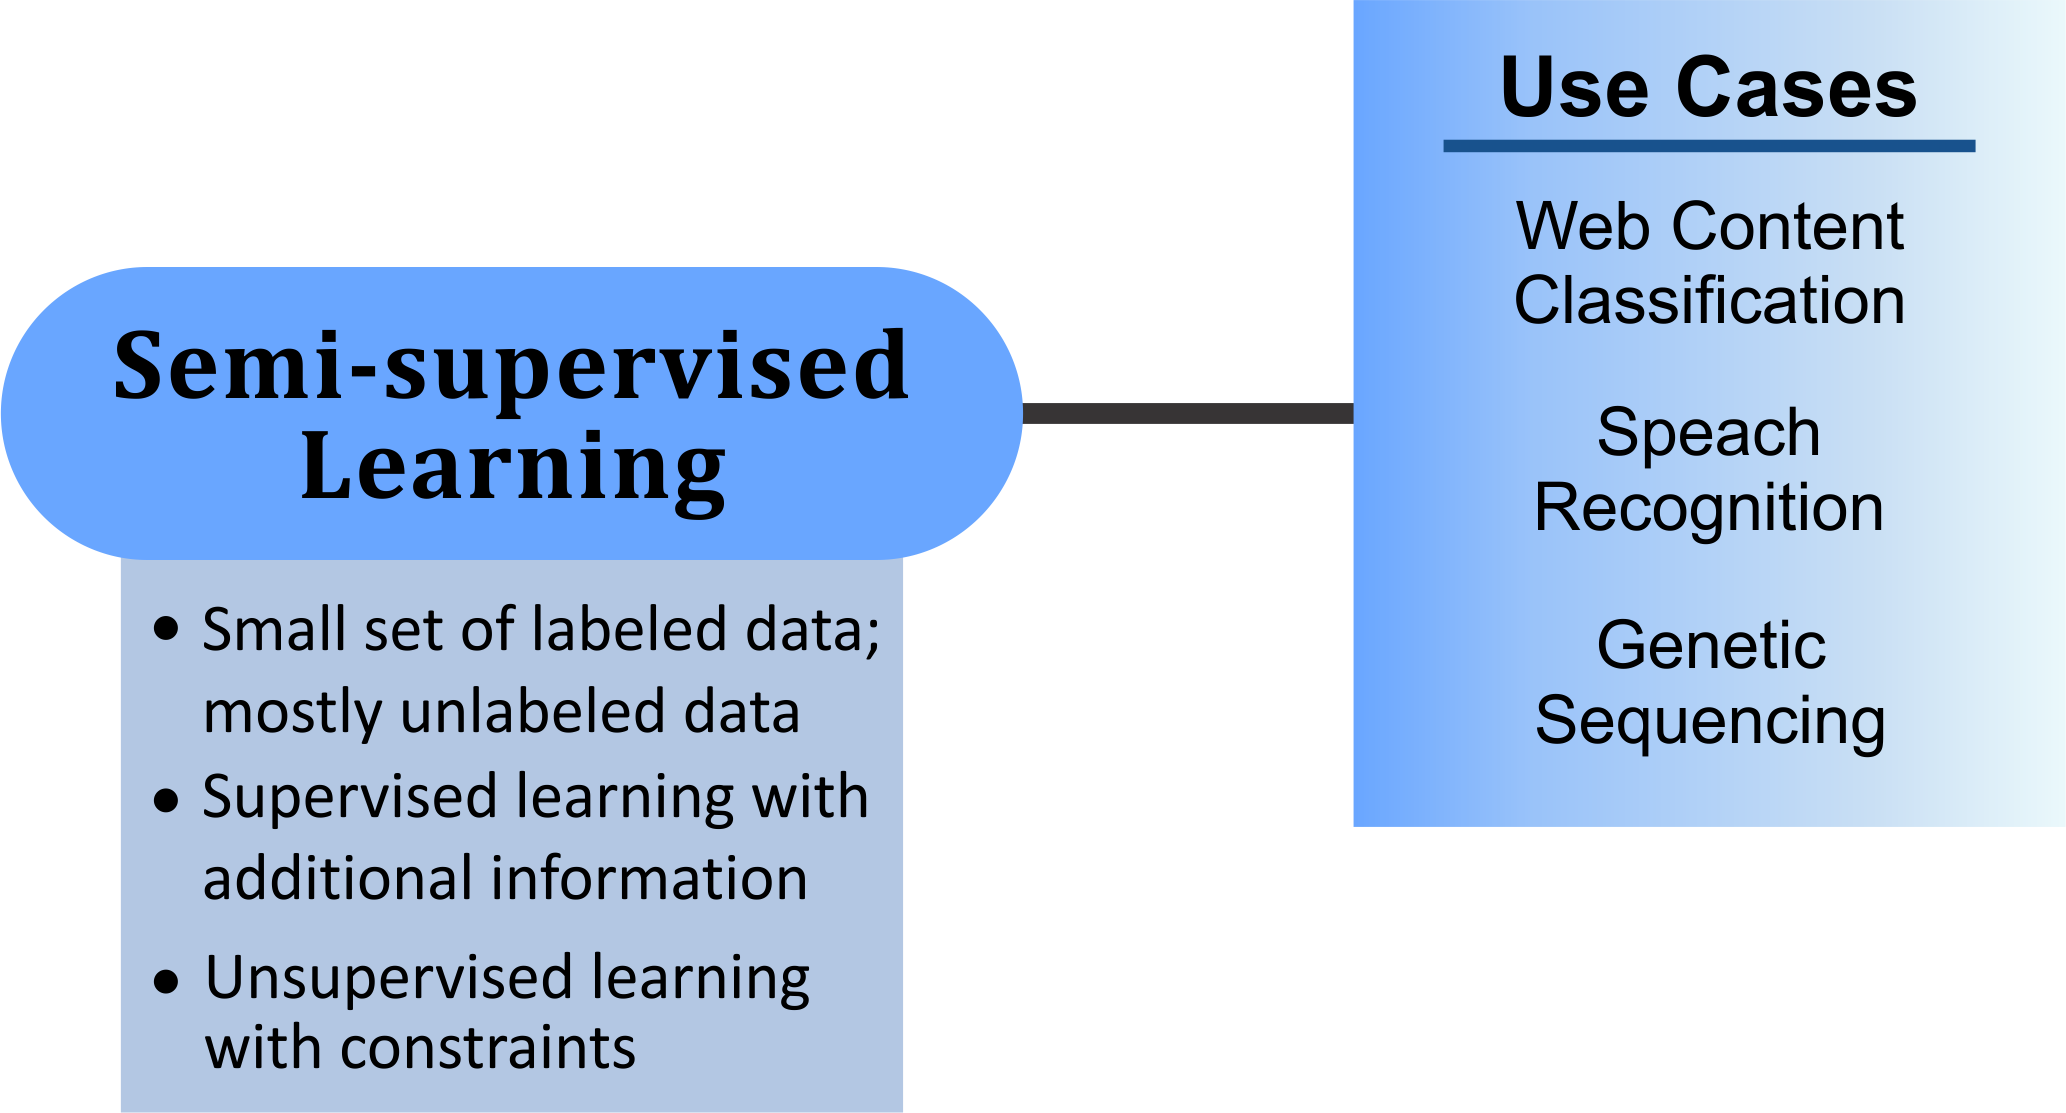 Semi-supervised
Learning
• Small set of labeled data;
mostly unlabeled data
• Supervised learning with
additional information
• Unsupervised learning
with constraints
Use Cases
Web Content
Classification
Speach
Recognition
Genetic
Sequencing